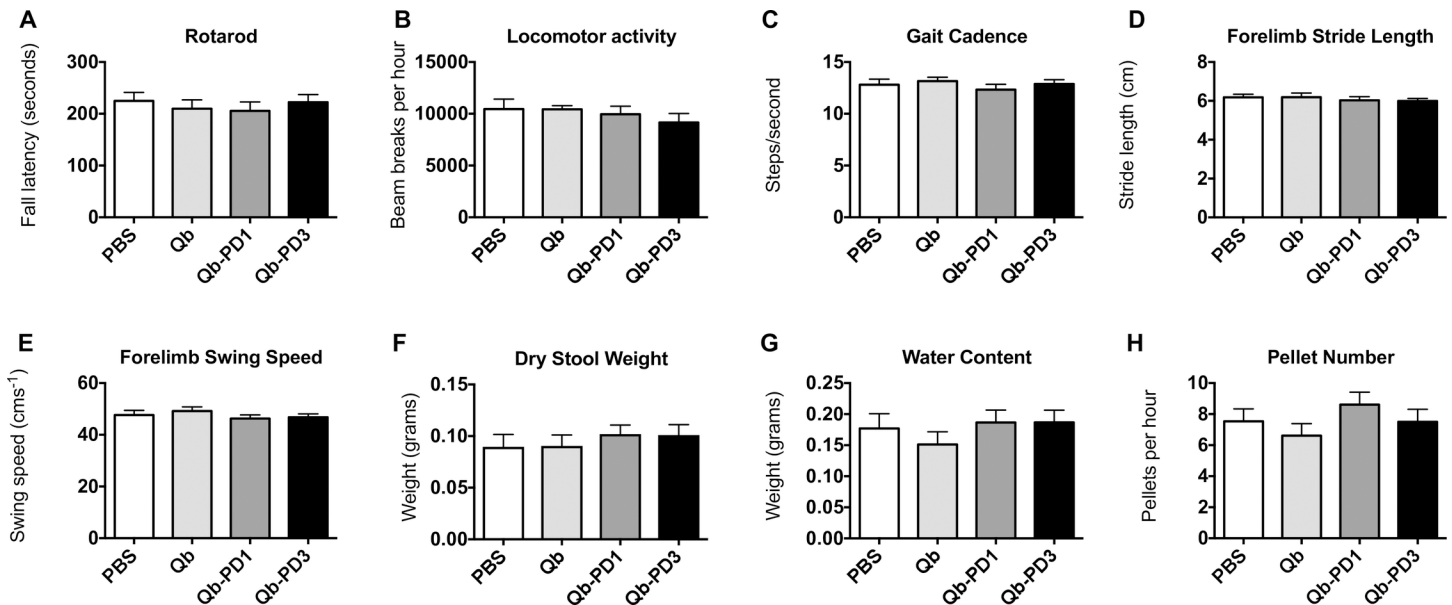 A
Rotarod
Fall latency (seconds)
300
200
100
0
PBS
Qb
Qb-PD1
Qb-PD3
B
Locomotor activity
Beam breaks per hour
15000
10000
5000
0
PBS
Qb
Qb-PD1
Qb-PD3
C
Gait Cadence
Steps/second
15
10
5
0
PBS
Qb
Qb-PD1
Qb-PD3
D
Forelimb Stride Length
Stride length (cm)
8
6
4
2
0
PBS
Qb
Qb-PD1
Qb-PD3
E
Forelimb Swing Speed
Swing speed (cms⁻¹)
60
40
20
0
PBS
Qb
Qb-PD1
Qb-PD3
F
Dry Stool Weight
Weight (grams)
0.15
0.10
0.05
0.00
PBS
Qb
Qb-PD1
Qb-PD3
G
Water Content
Weight (grams)
0.25
0.20
0.15
0.10
0.05
0.00
PBS
Qb
Qb-PD1
Qb-PD3
H
Pellet Number
Pellets per hour
10
8
6
4
2
0
PBS
Qb
Qb-PD1
Qb-PD3